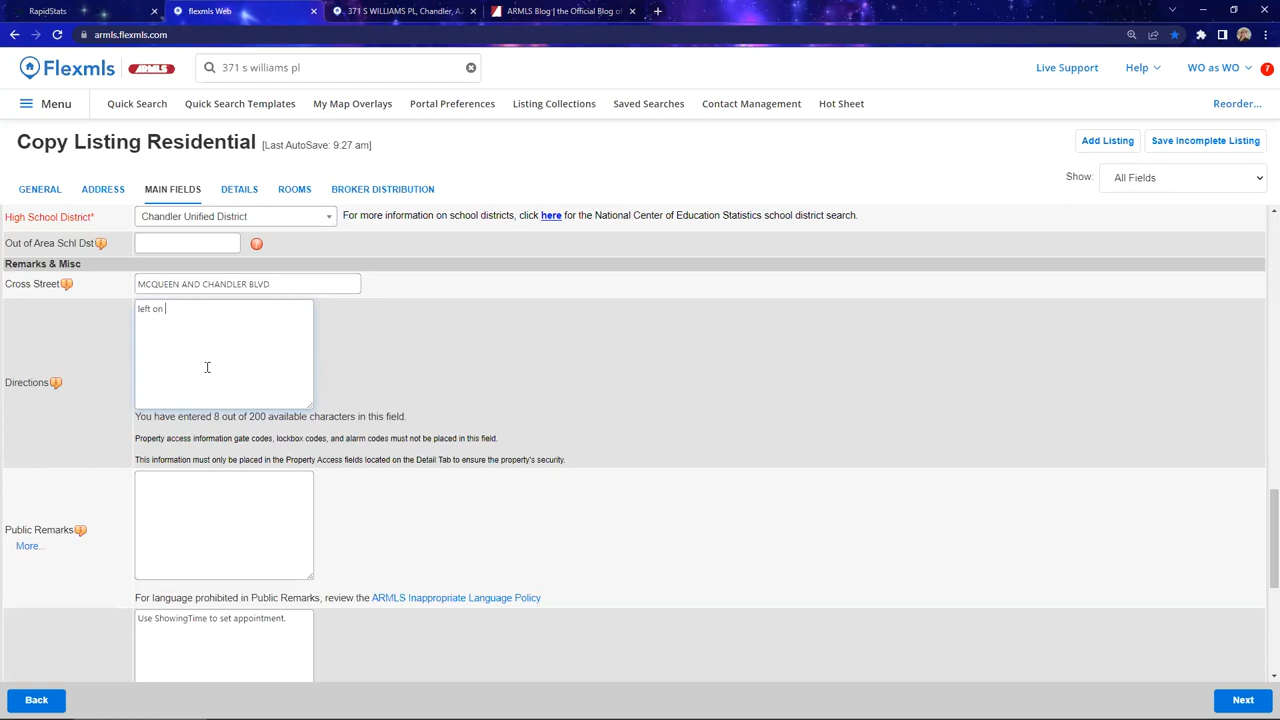 RapidStats
flexmls Web
371 S WILLIAMS PL, Chandler, A
ARMLS Blog | the Official Blog of
armls.flexmls.com
Flexmls ARMLS 371 s williams pl Live Support Help WO as WO 7
Menu Quick Search Quick Search Templates My Map Overlays Portal Preferences Listing Collections Saved Searches Contact Management Hot Sheet Reorder...
Copy Listing Residential [Last AutoSave: 9:27 am] Add Listing Save Incomplete Listing
Show: All Fields
GENERAL ADDRESS MAIN FIELDS DETAILS ROOMS BROKER DISTRIBUTION
High School District* Chandler Unified District For more information on school districts, click here for the National Center of Education Statistics school district search.
Out of Area Schl Dst
Remarks & Misc
Cross Street MCQUEEN AND CHANDLER BLVD
left on
Directions
You have entered 8 out of 200 available characters in this field.
Property access information gate codes, lockbox codes, and alarm codes must not be placed in this field.
This information must only be placed in the Property Access fields located on the Detail Tab to ensure the property's security.
Public Remarks
More...
For language prohibited in Public Remarks, review the ARMLS Inappropriate Language Policy
Use ShowingTime to set appointment.
Back Next